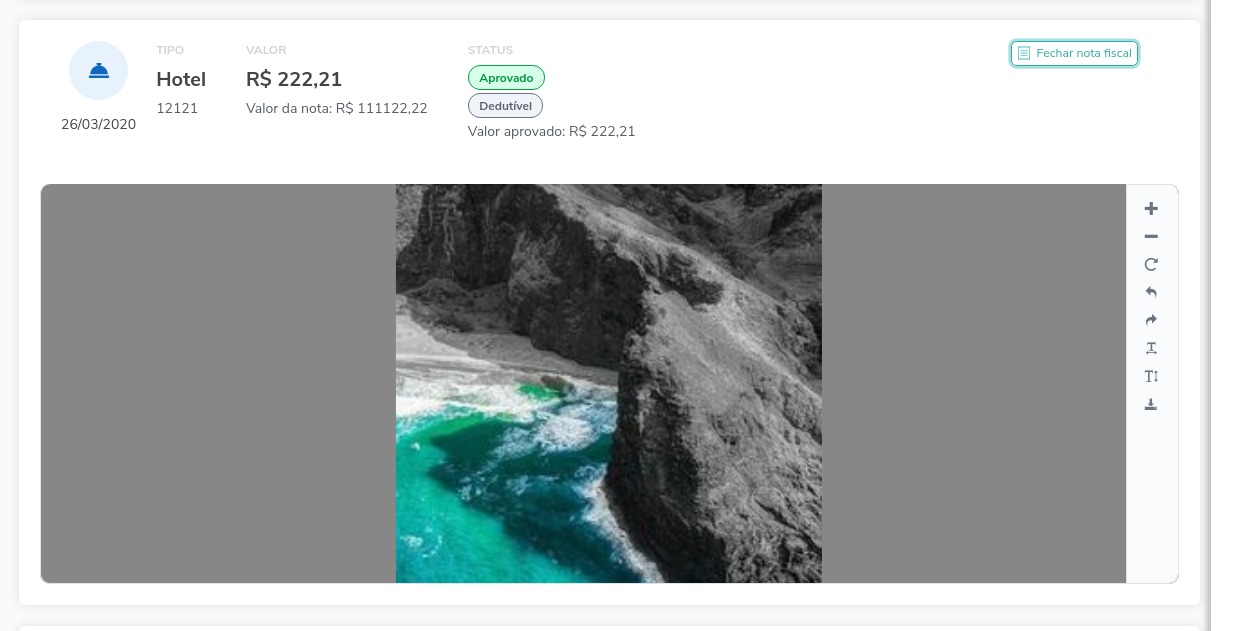 TIPO
Hotel
12121
26/03/2020
VALOR
R$ 222,21
Valor da nota: R$ 111122,22
STATUS
Aprovado
Dedutível
Valor aprovado: R$ 222,21
Fechar nota fiscal